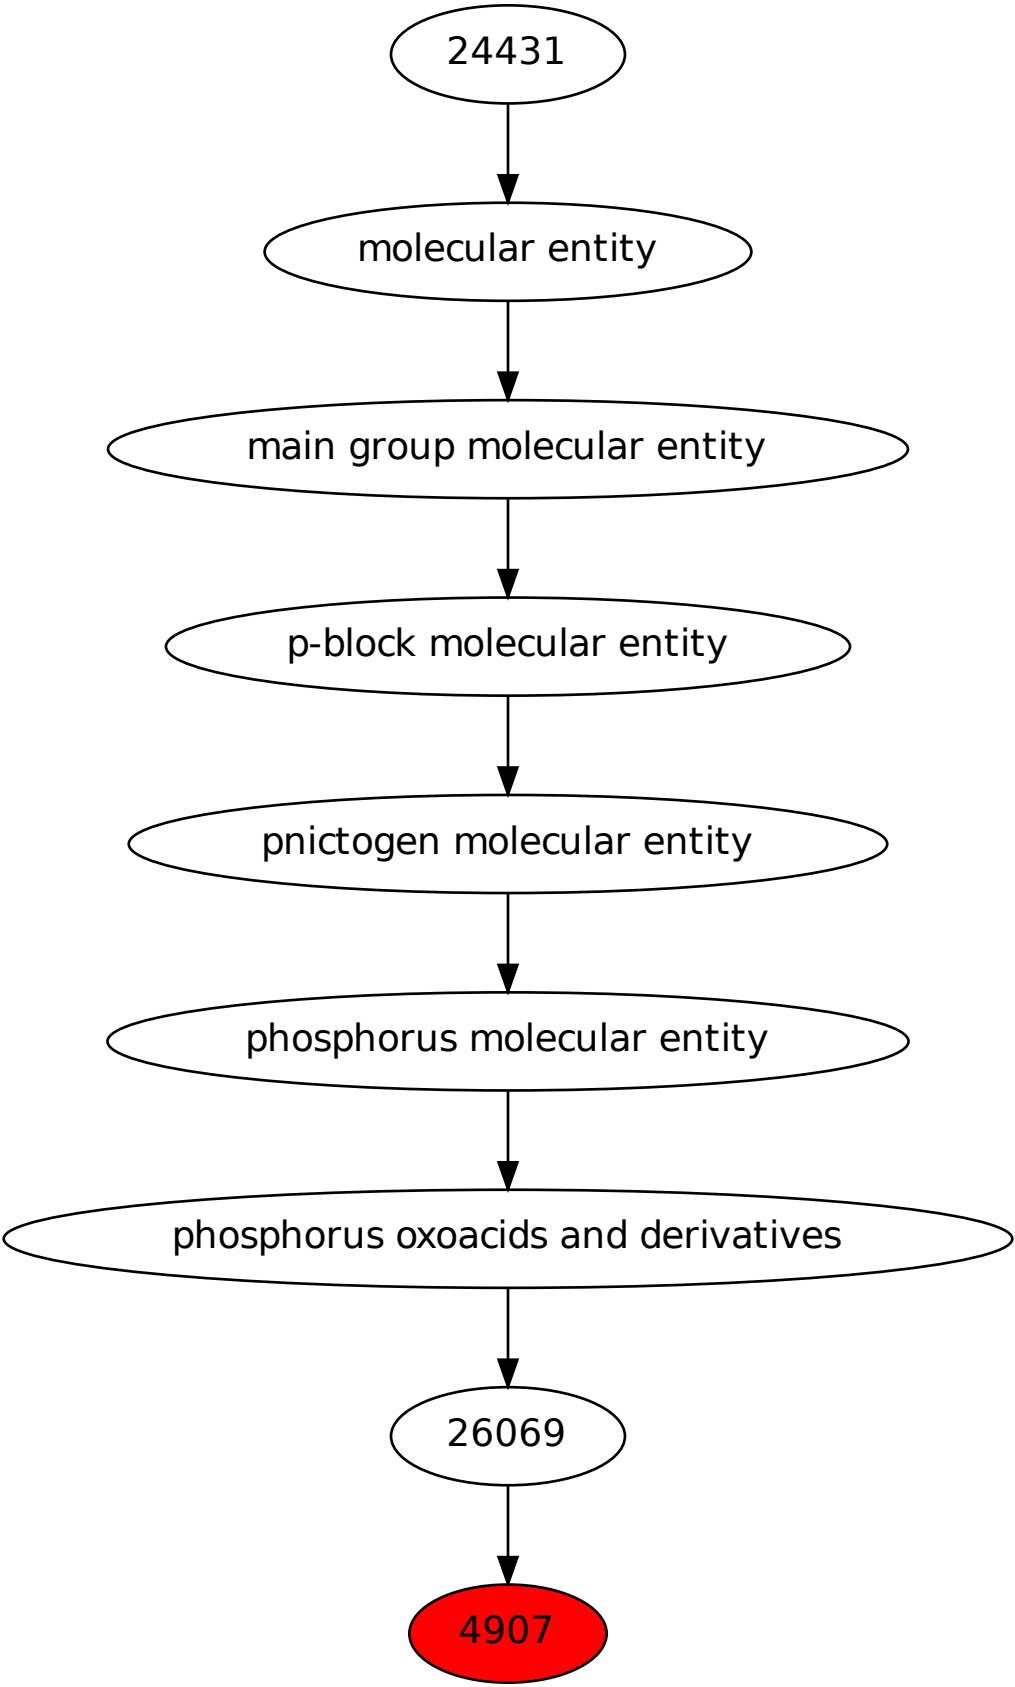 24431
molecular entity
main group molecular entity
p-block molecular entity
pnictogen molecular entity
phosphorus molecular entity
phosphorus oxoacids and derivatives
26069
4907